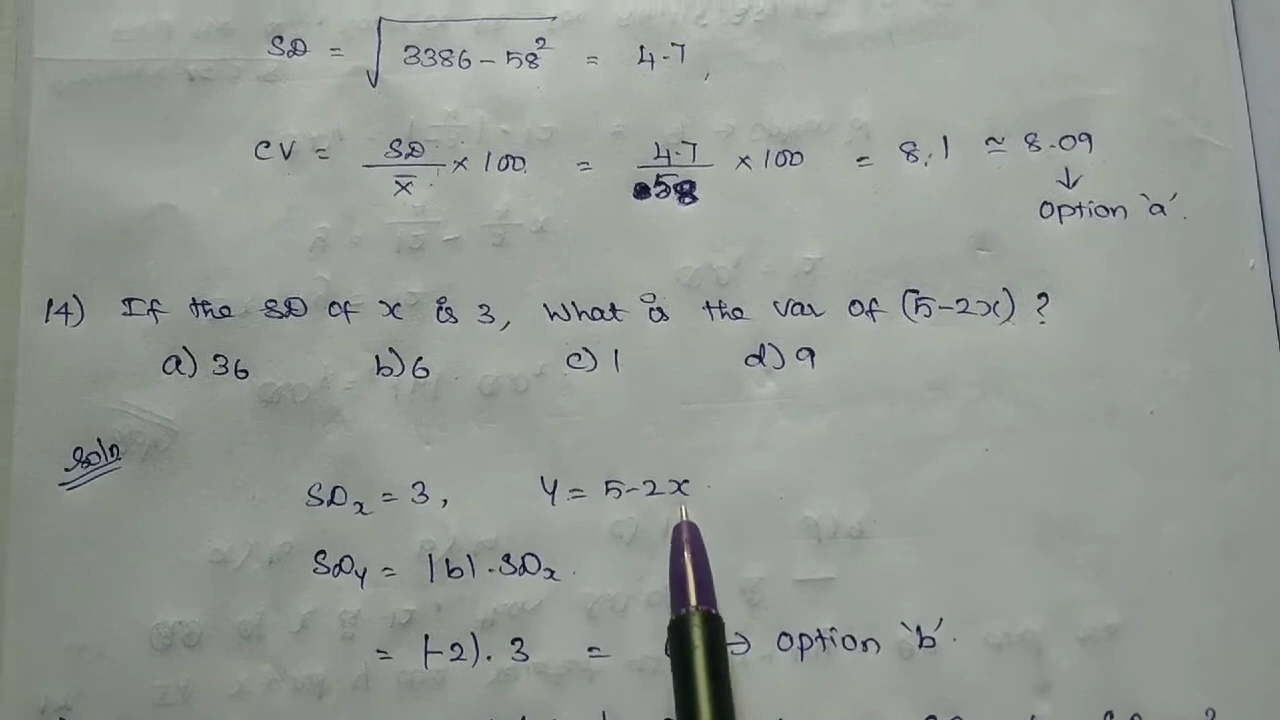 SD = √3386 - 58² = 4.7,
CV = SD/x̄ × 100 = 4.7/58 × 100 = 8.1 ≃ 8.09
↓
Option 'a'.
14) If the SD of x is 3, What is the var of (5-2x) ?
a) 36 b) 6 c) 1 d) 9
Soln
SDx = 3, Y = 5-2x
SDy = |b|.SDx.
= |-2|. 3 = → option 'b'.